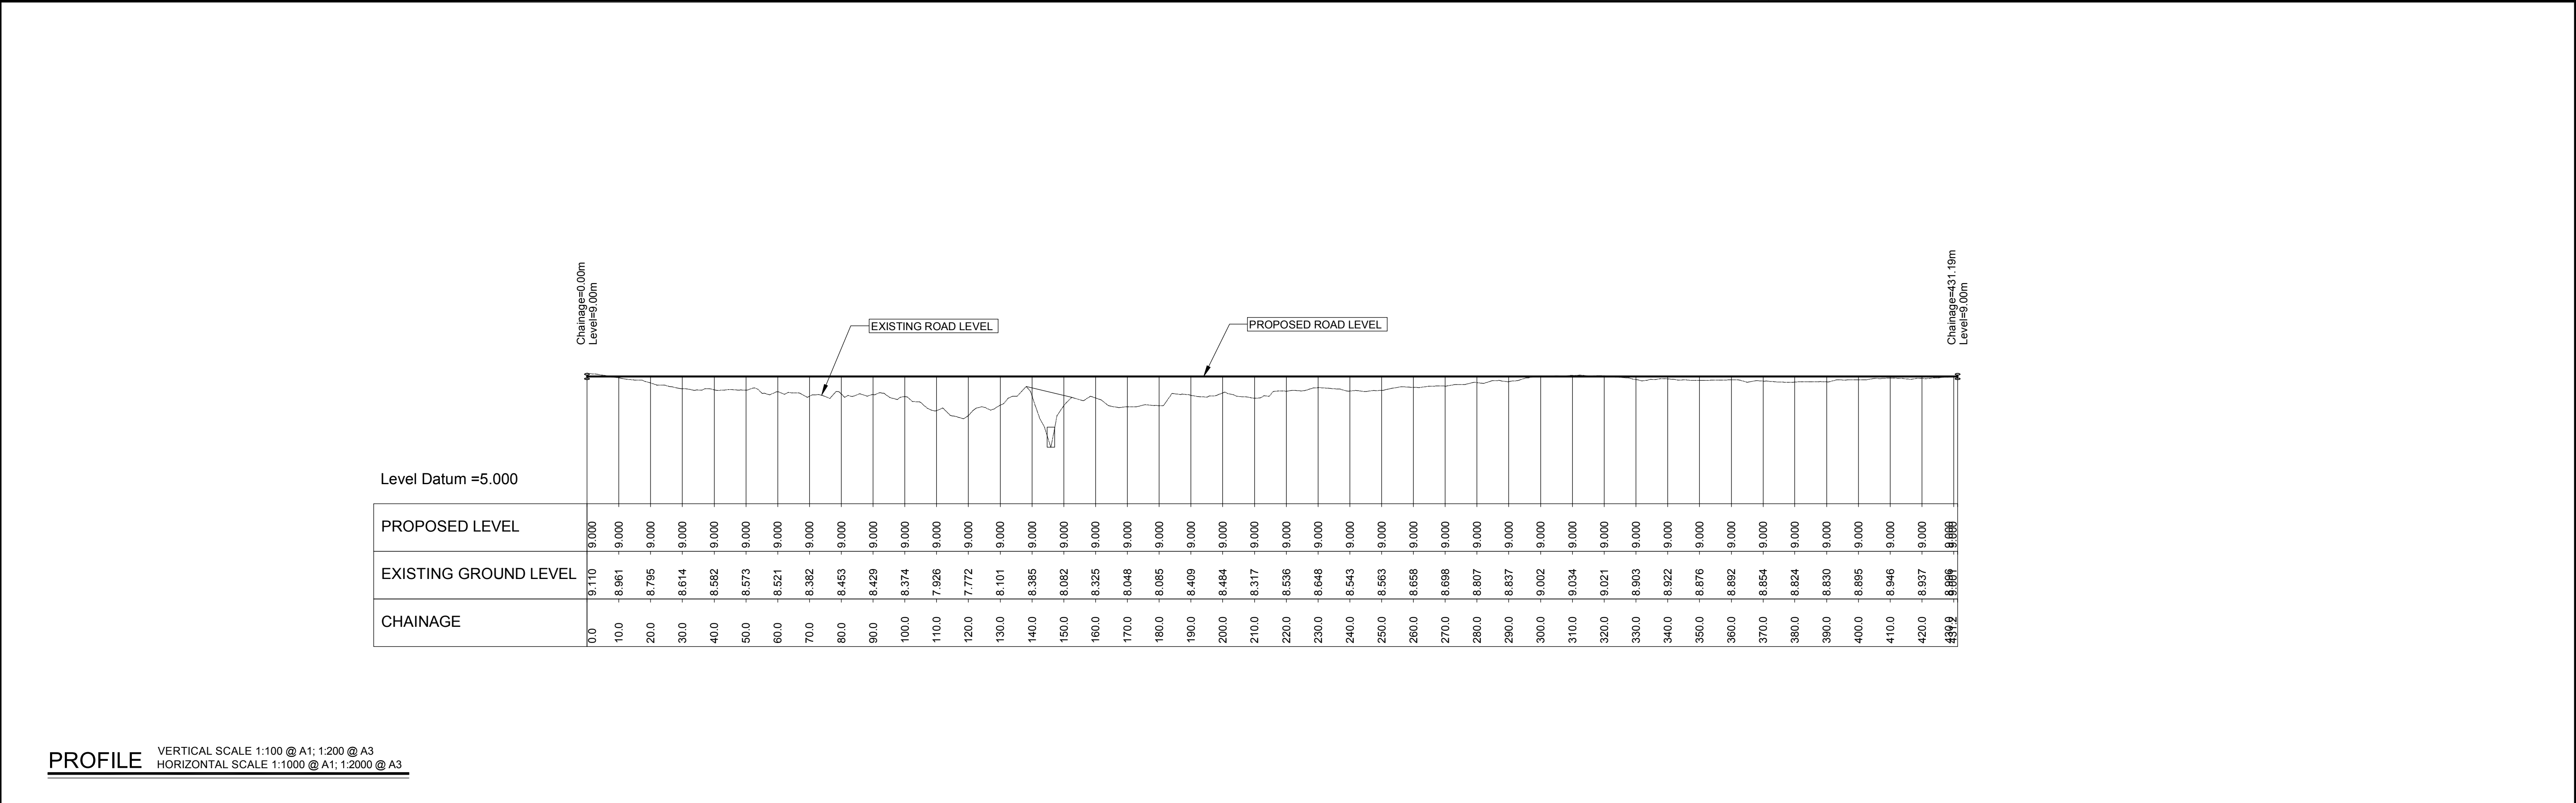 Chainage=0.00m
Level=9.00m
Chainage=431.19m
Level=9.00m
EXISTING ROAD LEVEL
PROPOSED ROAD LEVEL
Level Datum =5.000
PROPOSED LEVEL 9.000 9.000 9.000 9.000 9.000 9.000 9.000 9.000 9.000 9.000 9.000 9.000 9.000 9.000 9.000 9.000 9.000 9.000 9.000 9.000 9.000 9.000 9.000 9.000 9.000 9.000 9.000 9.000 9.000 9.000 9.000 9.000 9.000 9.000 9.000 9.000 9.000 9.000 9.000 9.000 9.000 9.000 9.000 9.000 9.000
EXISTING GROUND LEVEL 9.110 8.961 8.795 8.614 8.582 8.573 8.521 8.382 8.453 8.429 8.374 7.926 7.772 8.101 8.385 8.082 8.325 8.048 8.085 8.409 8.484 8.317 8.536 8.648 8.543 8.563 8.658 8.698 8.807 8.837 9.002 9.034 9.021 8.903 8.922 8.876 8.892 8.854 8.824 8.830 8.895 8.946 8.937
CHAINAGE 0.0 10.0 20.0 30.0 40.0 50.0 60.0 70.0 80.0 90.0 100.0 110.0 120.0 130.0 140.0 150.0 160.0 170.0 180.0 190.0 200.0 210.0 220.0 230.0 240.0 250.0 260.0 270.0 280.0 290.0 300.0 310.0 320.0 330.0 340.0 350.0 360.0 370.0 380.0 390.0 400.0 410.0 420.0 430.0 431.2
PROFILE
VERTICAL SCALE 1:100 @ A1; 1:200 @ A3
HORIZONTAL SCALE 1:1000 @ A1; 1:2000 @ A3